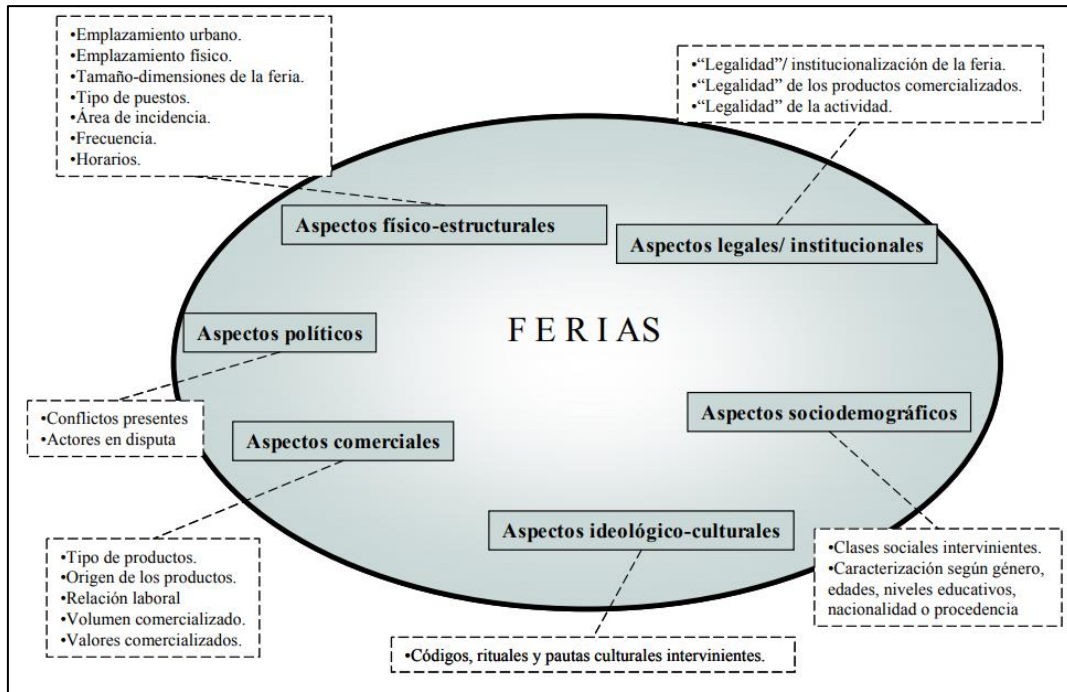 •Emplazamiento urbano.
•Emplazamiento físico.
•Tamaño-dimensiones de la feria.
•Tipo de puestos.
•Área de incidencia.
•Frecuencia.
•Horarios.
•“Legalidad”/ institucionalización de la feria.
•“Legalidad” de los productos comercializados.
•“Legalidad” de la actividad.
Aspectos físico-estructurales
Aspectos legales/ institucionales
FERIAS
Aspectos políticos
•Conflictos presentes
•Actores en disputa
Aspectos sociodemográficos
Aspectos comerciales
Aspectos ideológico-culturales
•Tipo de productos.
•Origen de los productos.
•Relación laboral
•Volumen comercializado.
•Valores comercializados.
•Clases sociales intervinientes.
•Caracterización según género,
edades, niveles educativos,
nacionalidad o procedencia
•Códigos, rituales y pautas culturales intervinientes.